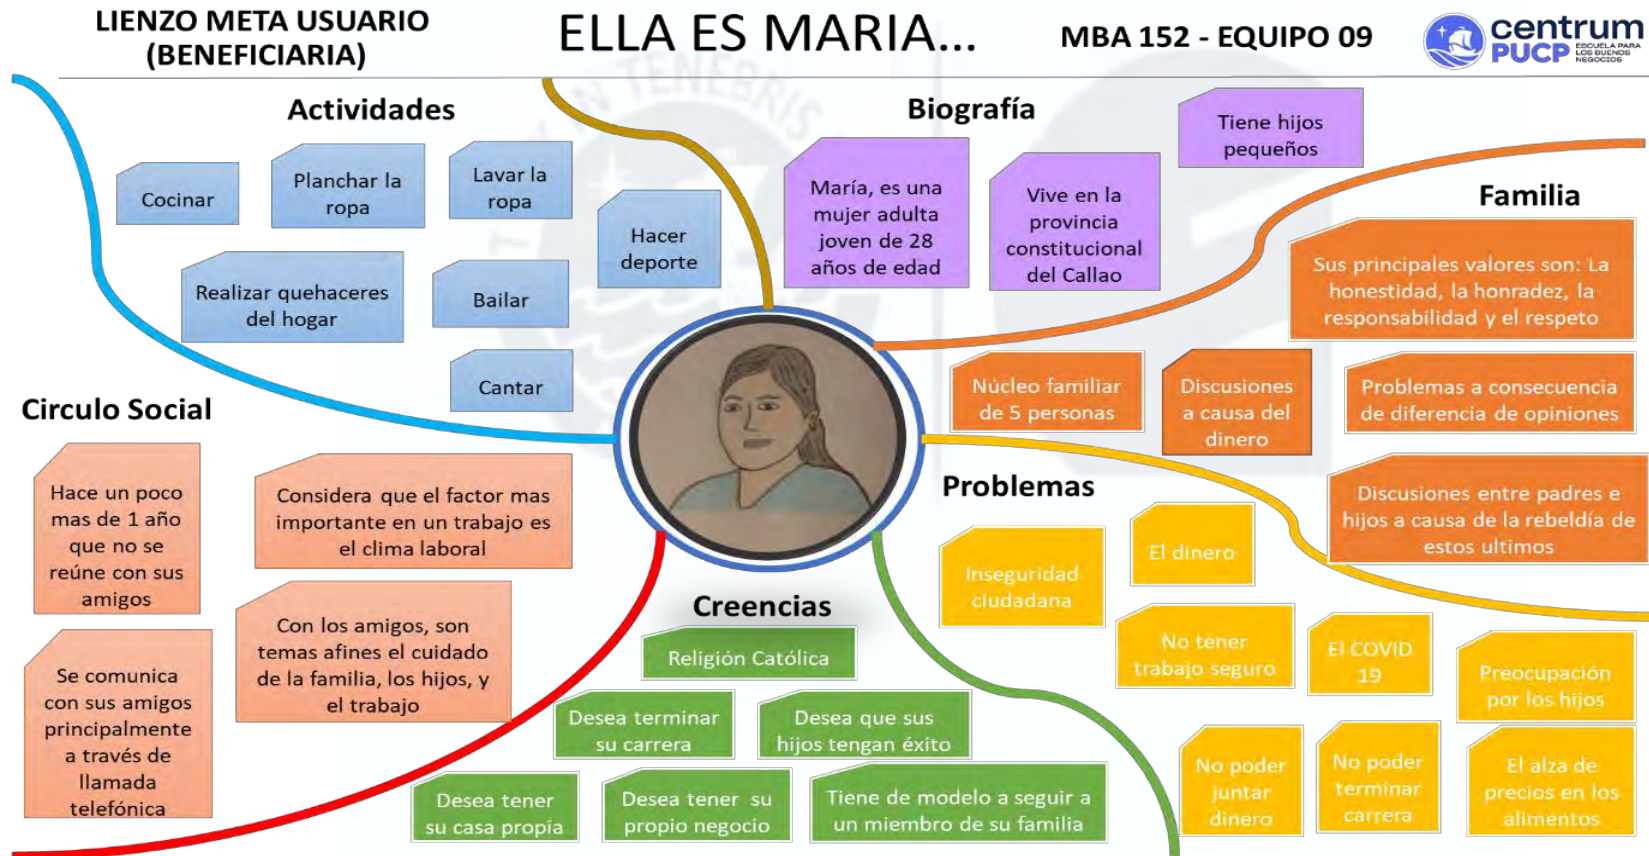 LIENZO META USUARIO
(BENEFICIARIA)
ELLA ES MARIA...
MBA 152 - EQUIPO 09
centrum
PUCP
ESCUELA PARA
LOS BUENOS
NEGOCIOS
TENEBRIS
Actividades
Cocinar
Planchar la
ropa
Lavar la
ropa
Hacer
deporte
Realizar quehaceres
del hogar
Bailar
Cantar
Biografía
María, es una
mujer adulta
joven de 28
años de edad
Vive en la
provincia
constitucional
del Callao
Tiene hijos
pequeños
Familia
Sus principales valores son: La
honestidad, la honradez, la
responsabilidad y el respeto
Núcleo familiar
de 5 personas
Discusiones
a causa del
dinero
Problemas a consecuencia
de diferencia de opiniones
Discusiones entre padres e
hijos a causa de la rebeldía de
estos ultimos
Circulo Social
Hace un poco
mas de 1 año
que no se
reúne con sus
amigos
Considera que el factor mas
importante en un trabajo es
el clima laboral
Con los amigos, son
temas afines el cuidado
de la familia, los hijos, y
el trabajo
Se comunica
con sus amigos
principalmente
a través de
llamada
telefónica
Creencias
Religión Católica
Desea terminar
su carrera
Desea que sus
hijos tengan éxito
Desea tener
su casa propia
Desea tener su
propio negocio
Tiene de modelo a seguir a
un miembro de su familia
Problemas
Inseguridad
ciudadana
El dinero
No tener
trabajo seguro
El COVID
19
Preocupación
por los hijos
No poder
juntar
dinero
No poder
terminar
carrera
El alza de
precios en los
alimentos